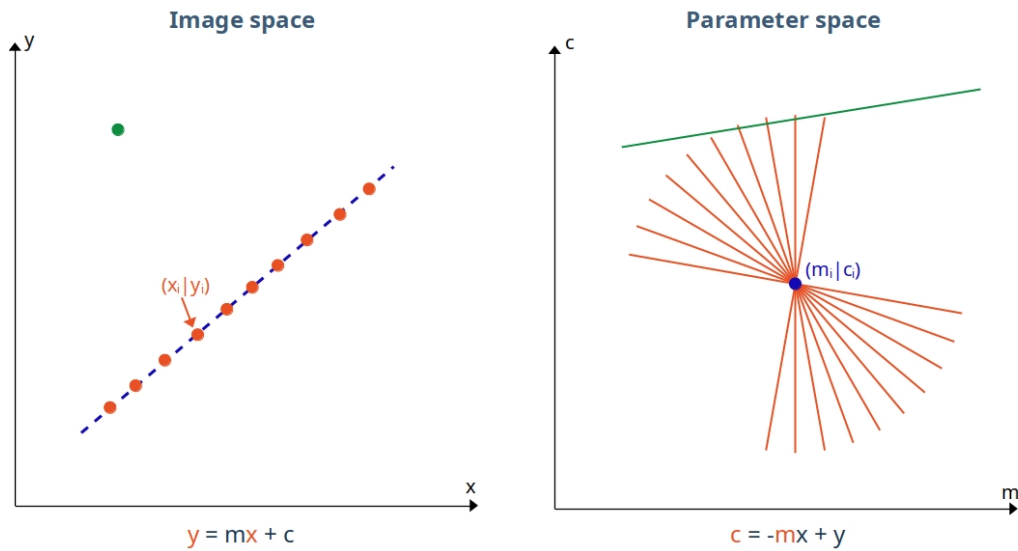 Image space
Parameter space
y
c
(xᵢ|yᵢ)
(mᵢ|cᵢ)
x
m
y = mx + c
c = -mx + y